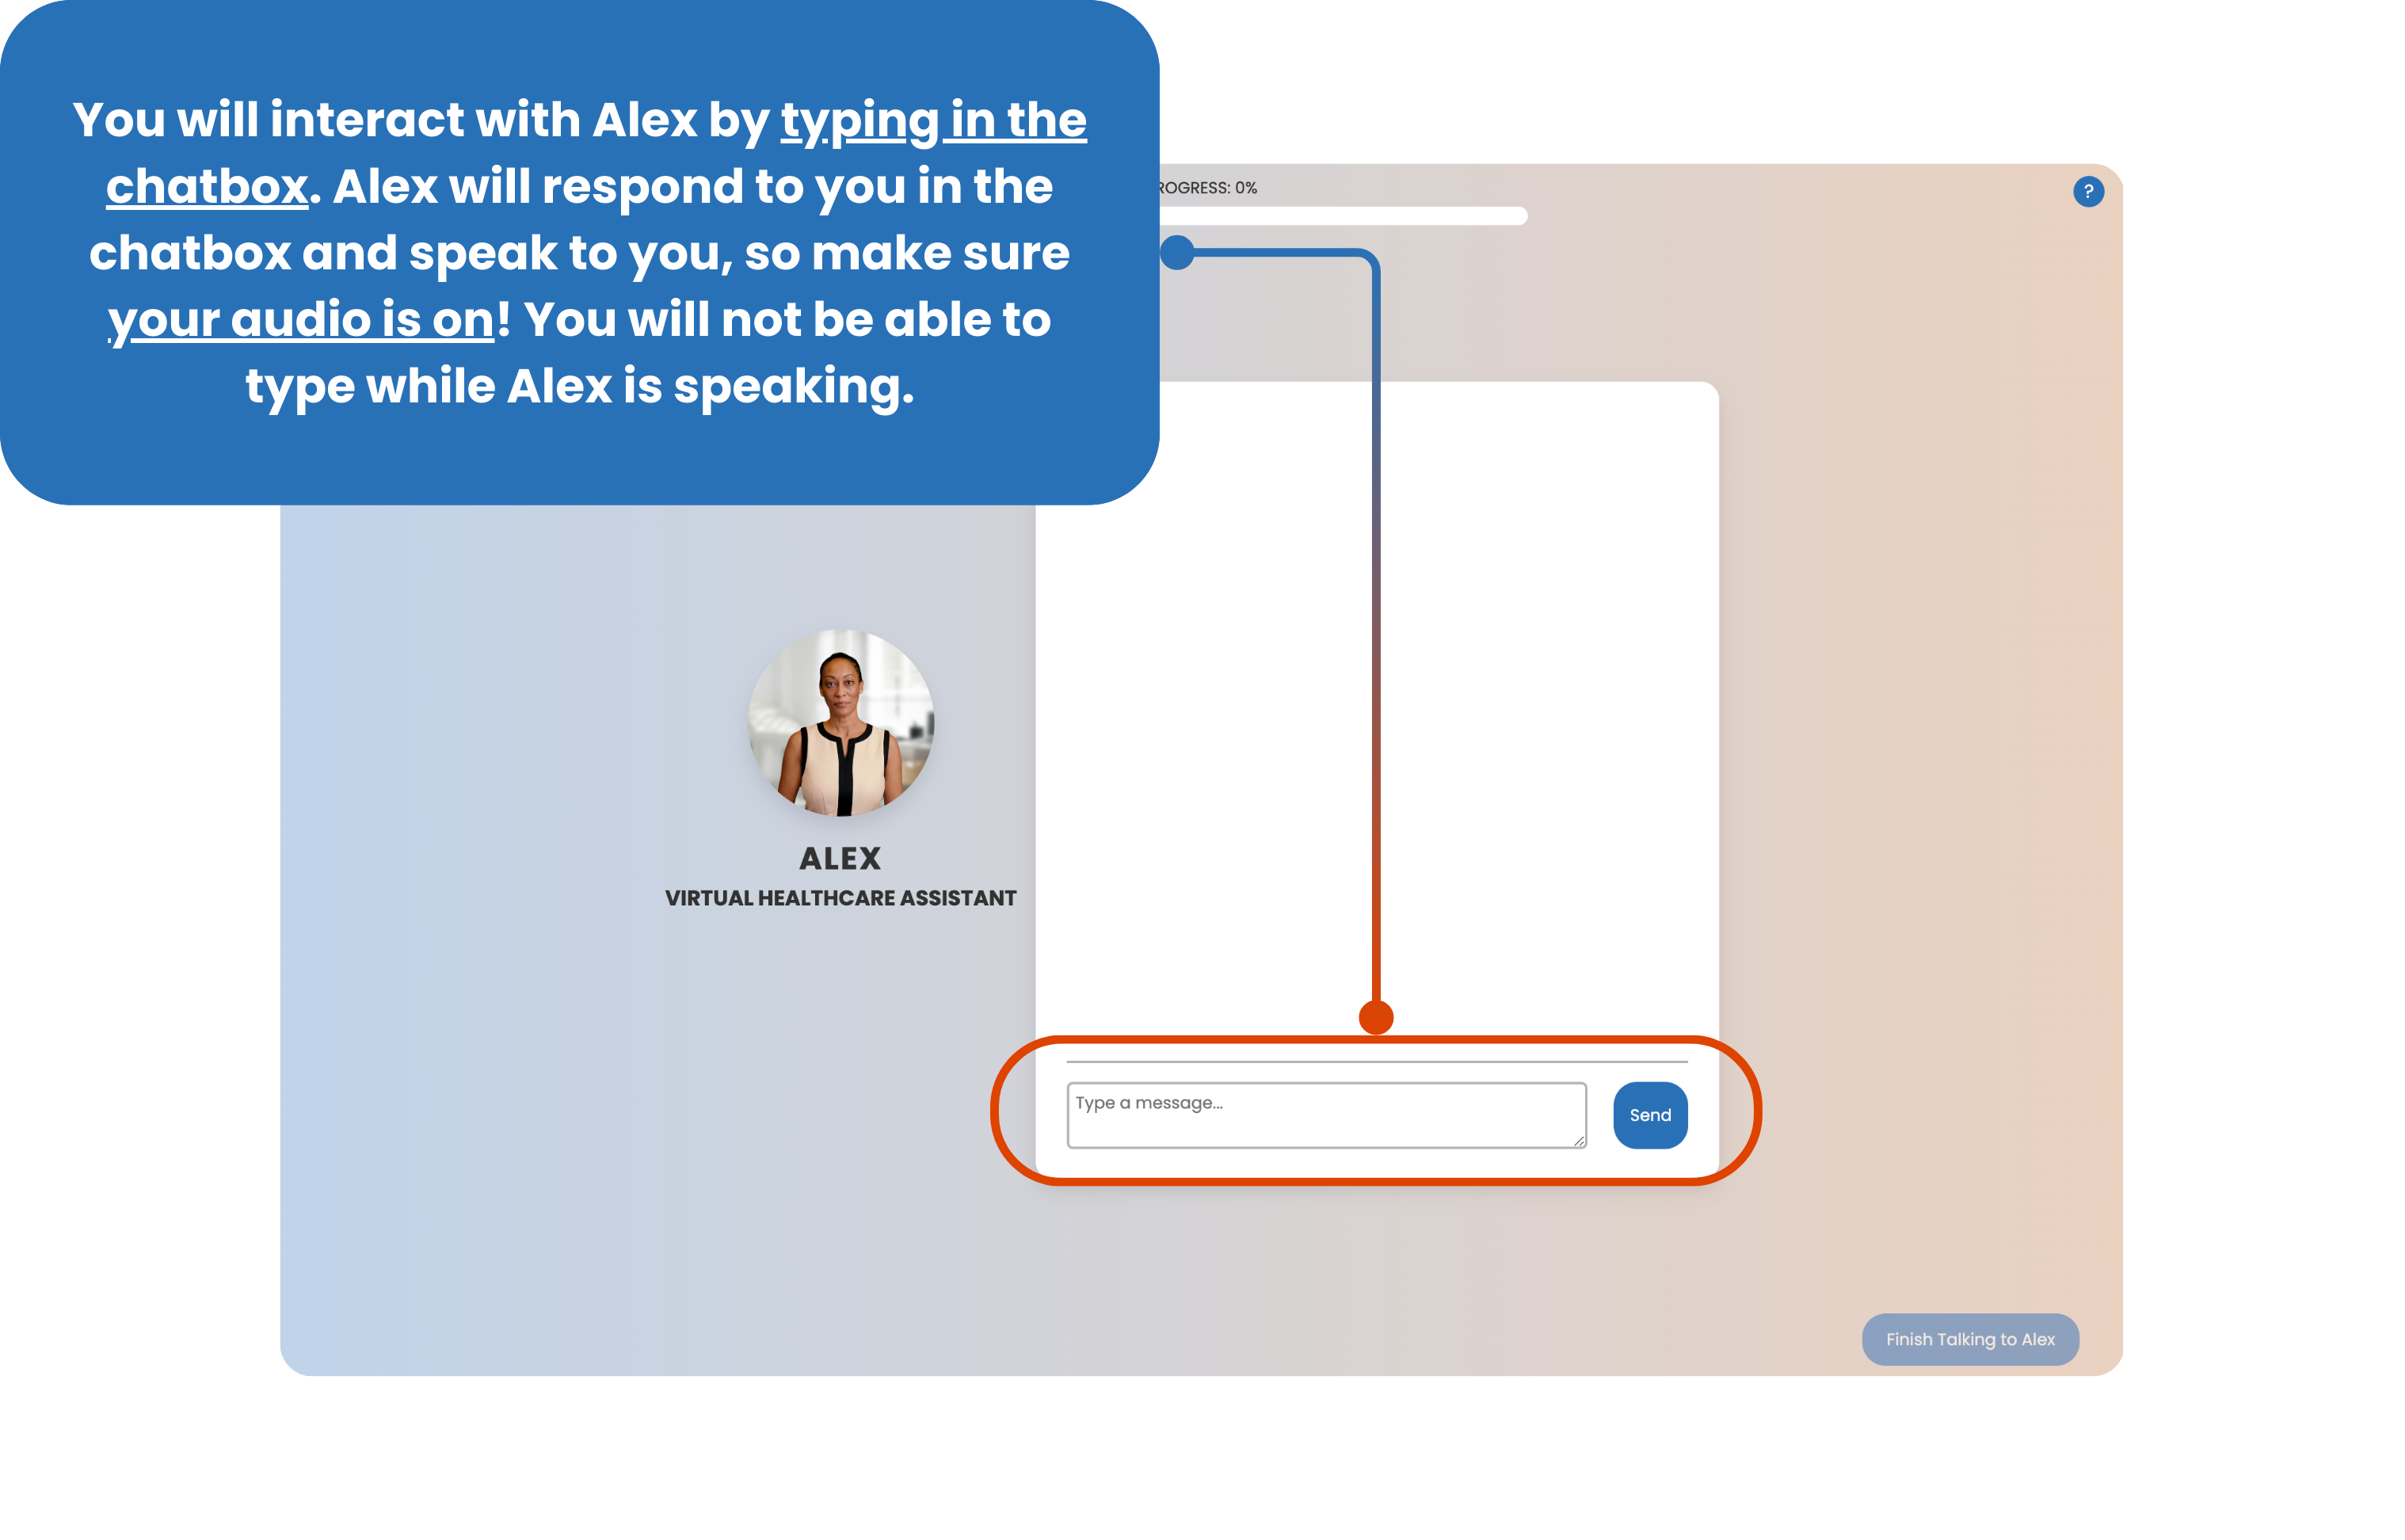 You will interact with Alex by typing in the
chatbox. Alex will respond to you in the
chatbox and speak to you, so make sure
your audio is on! You will not be able to
type while Alex is speaking.
ROGRESS: 0%
?
ALEX
VIRTUAL HEALTHCARE ASSISTANT
Type a message...
Send
Finish Talking to Alex